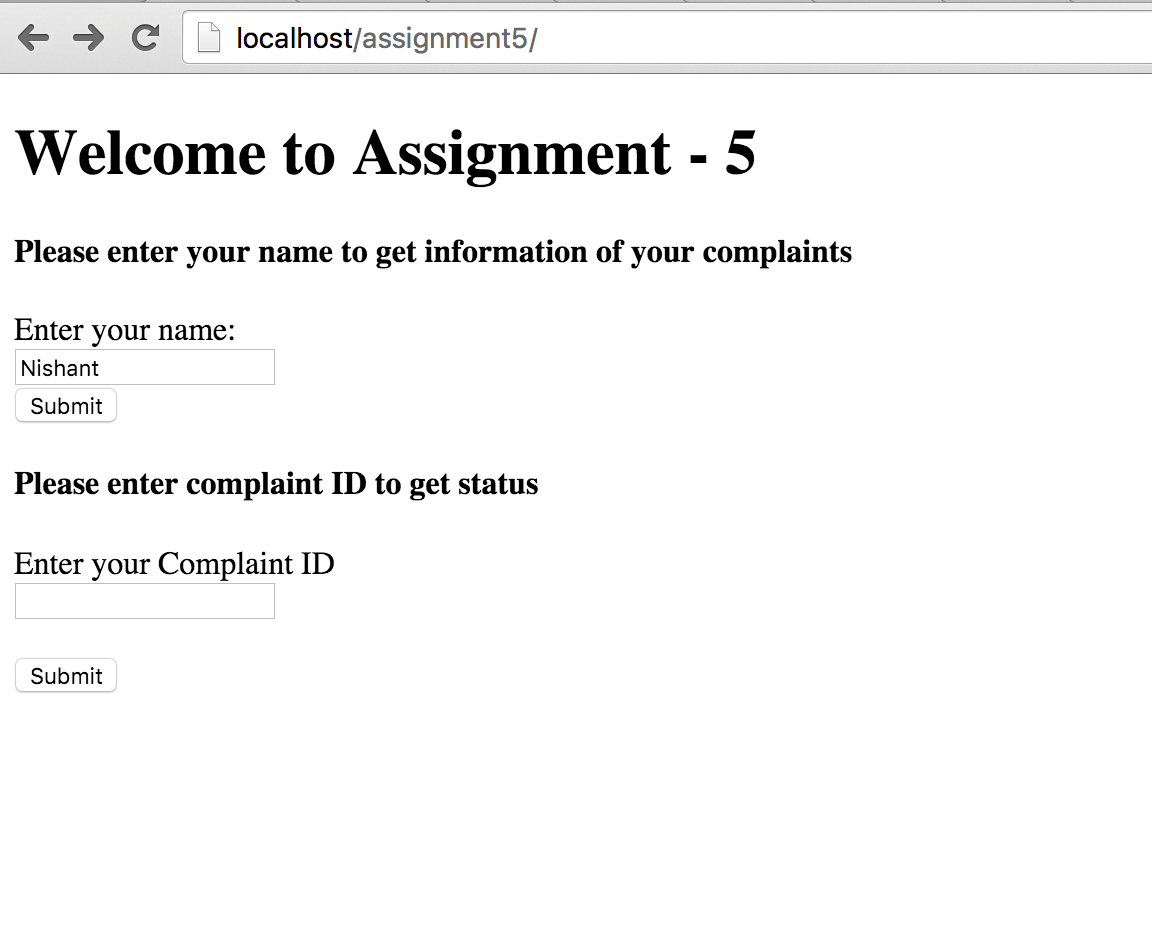 localhost/assignment5/
Welcome to Assignment - 5
Please enter your name to get information of your complaints
Enter your name:
Nishant
Submit
Please enter complaint ID to get status
Enter your Complaint ID
Submit